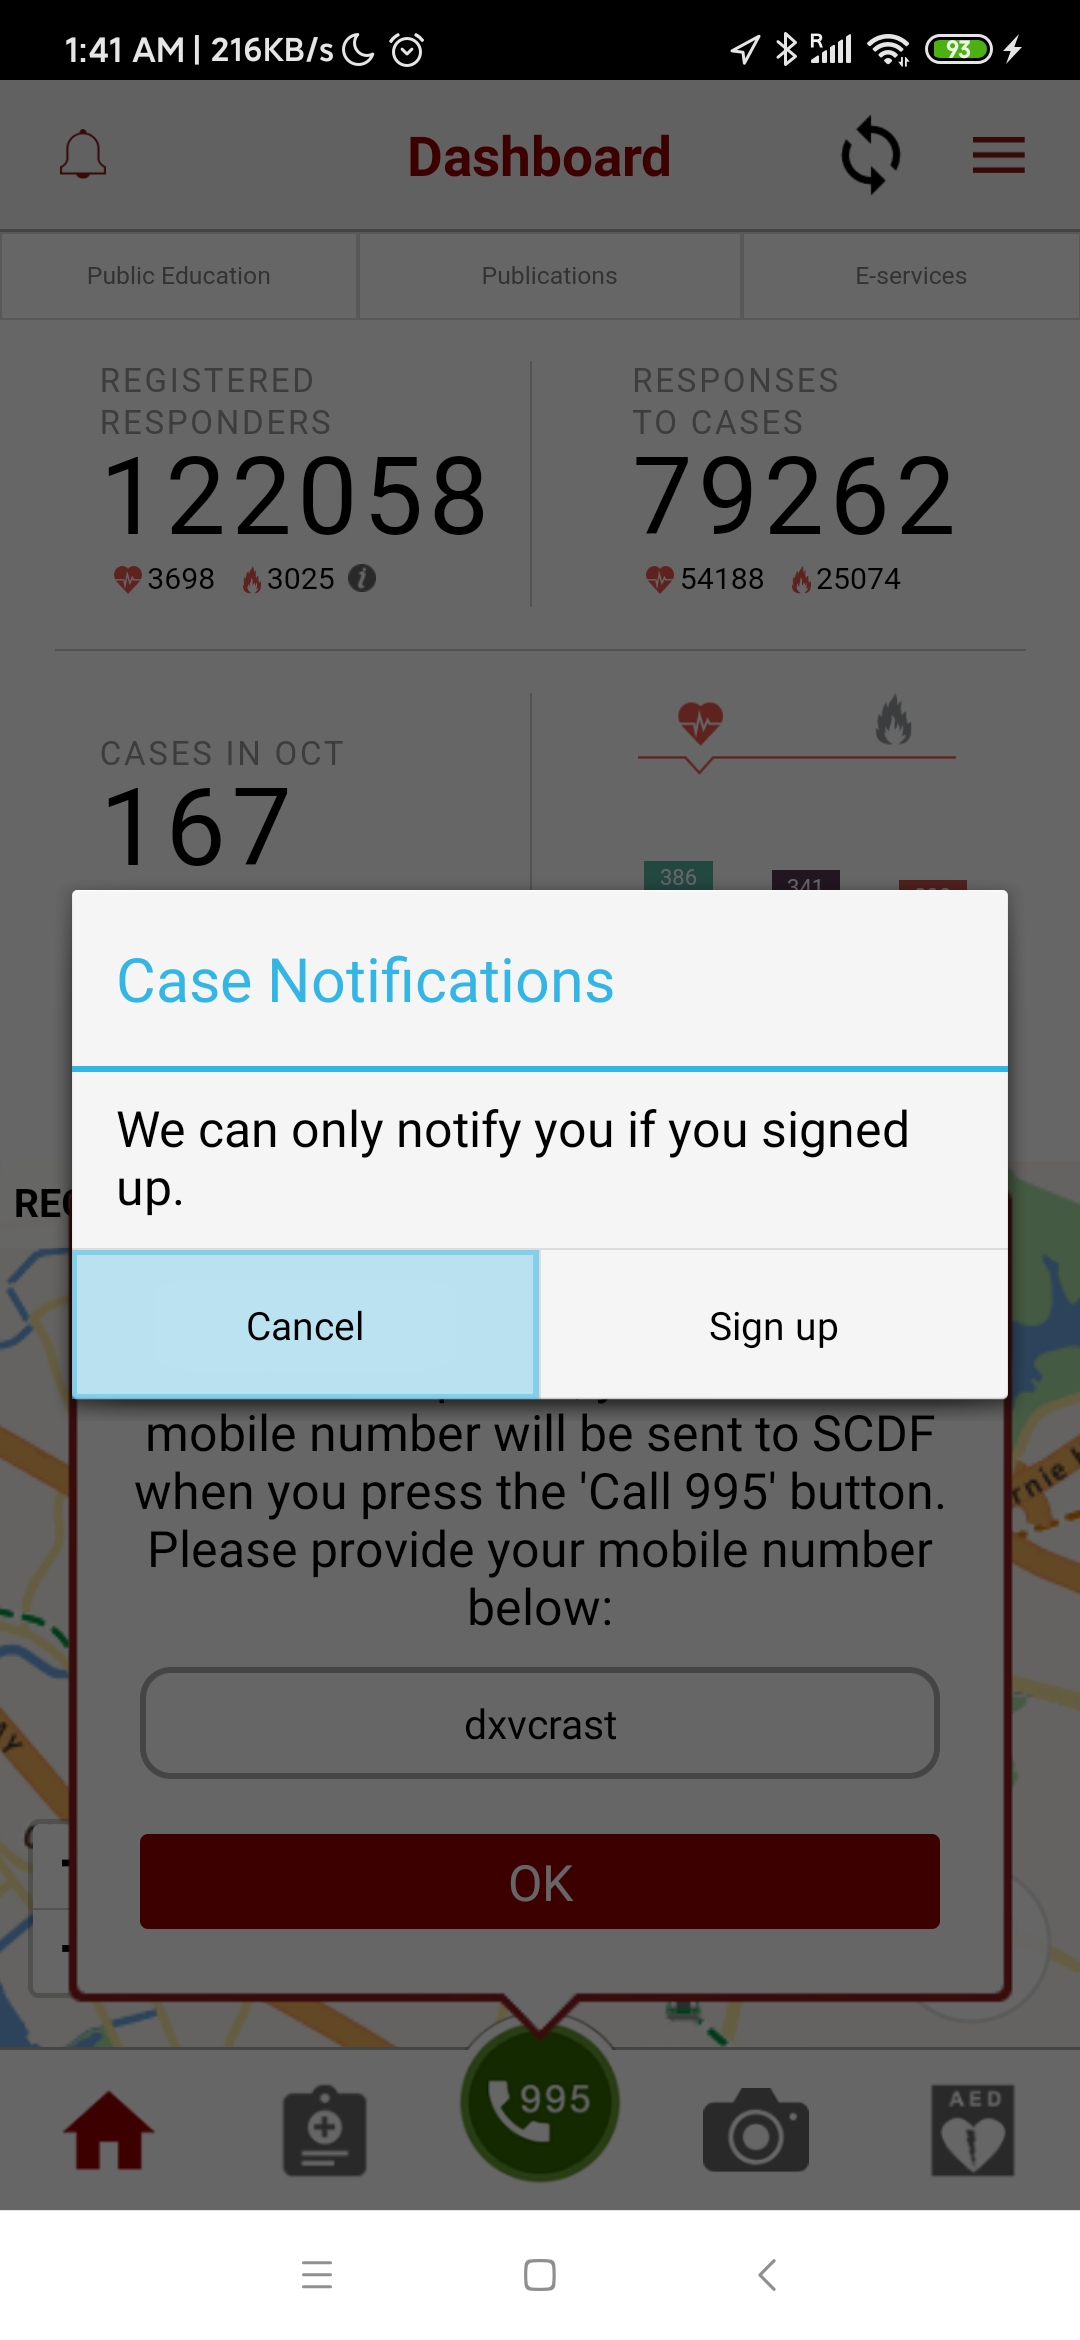 1:41 AM | 216KB/s
R
93
Dashboard
Public Education
Publications
E-services
REGISTERED
RESPONDERS
122058
3698 3025 i
RESPONSES
TO CASES
79262
54188 25074
CASES IN OCT
167
386
341
Case Notifications
We can only notify you if you signed
up.
Cancel
Sign up
mobile number will be sent to SCDF
when you press the 'Call 995' button.
Please provide your mobile number
below:
dxvcrast
OK
995
AED